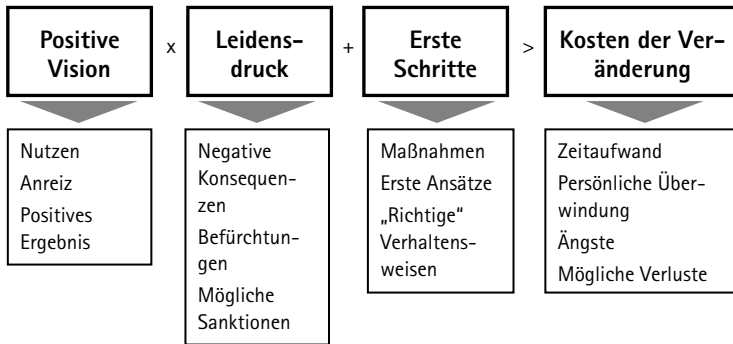 Positive
Vision
x
Leidens-
druck
+
Erste
Schritte
>
Kosten der Ver-
änderung
Nutzen
Anreiz
Positives
Ergebnis
Negative
Konsequen-
zen
Befürchtun-
gen
Mögliche
Sanktionen
Maßnahmen
Erste Ansätze
„Richtige“
Verhaltens-
weisen
Zeitaufwand
Persönliche Über-
windung
Ängste
Mögliche Verluste